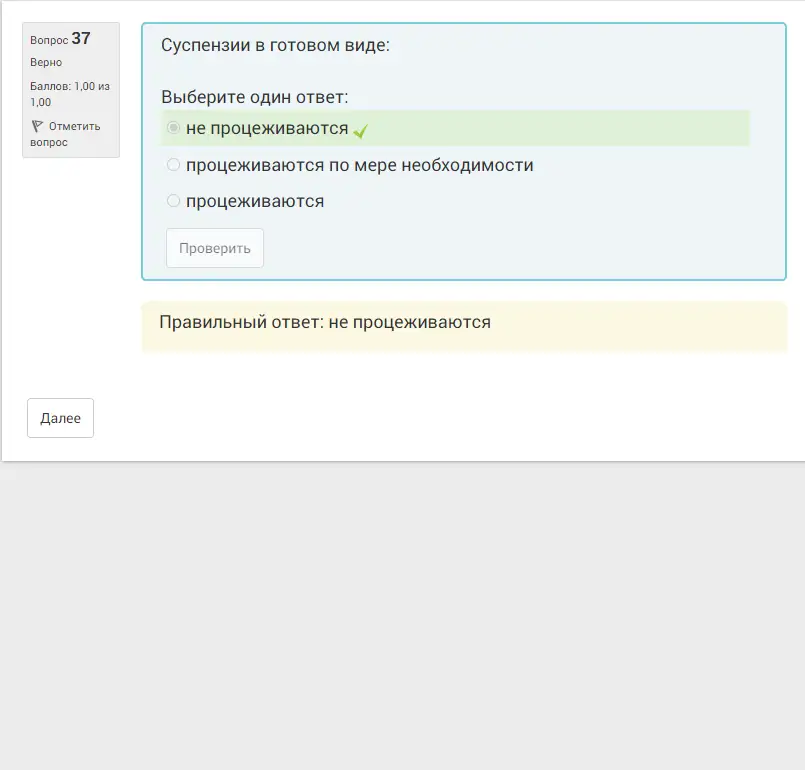 Вопрос 37
Верно
Баллов: 1,00 из
1,00
Отметить
вопрос
Суспензии в готовом виде:
Выберите один ответ:
не процеживаются
процеживаются по мере необходимости
процеживаются
Проверить
Правильный ответ: не процеживаются
Далее